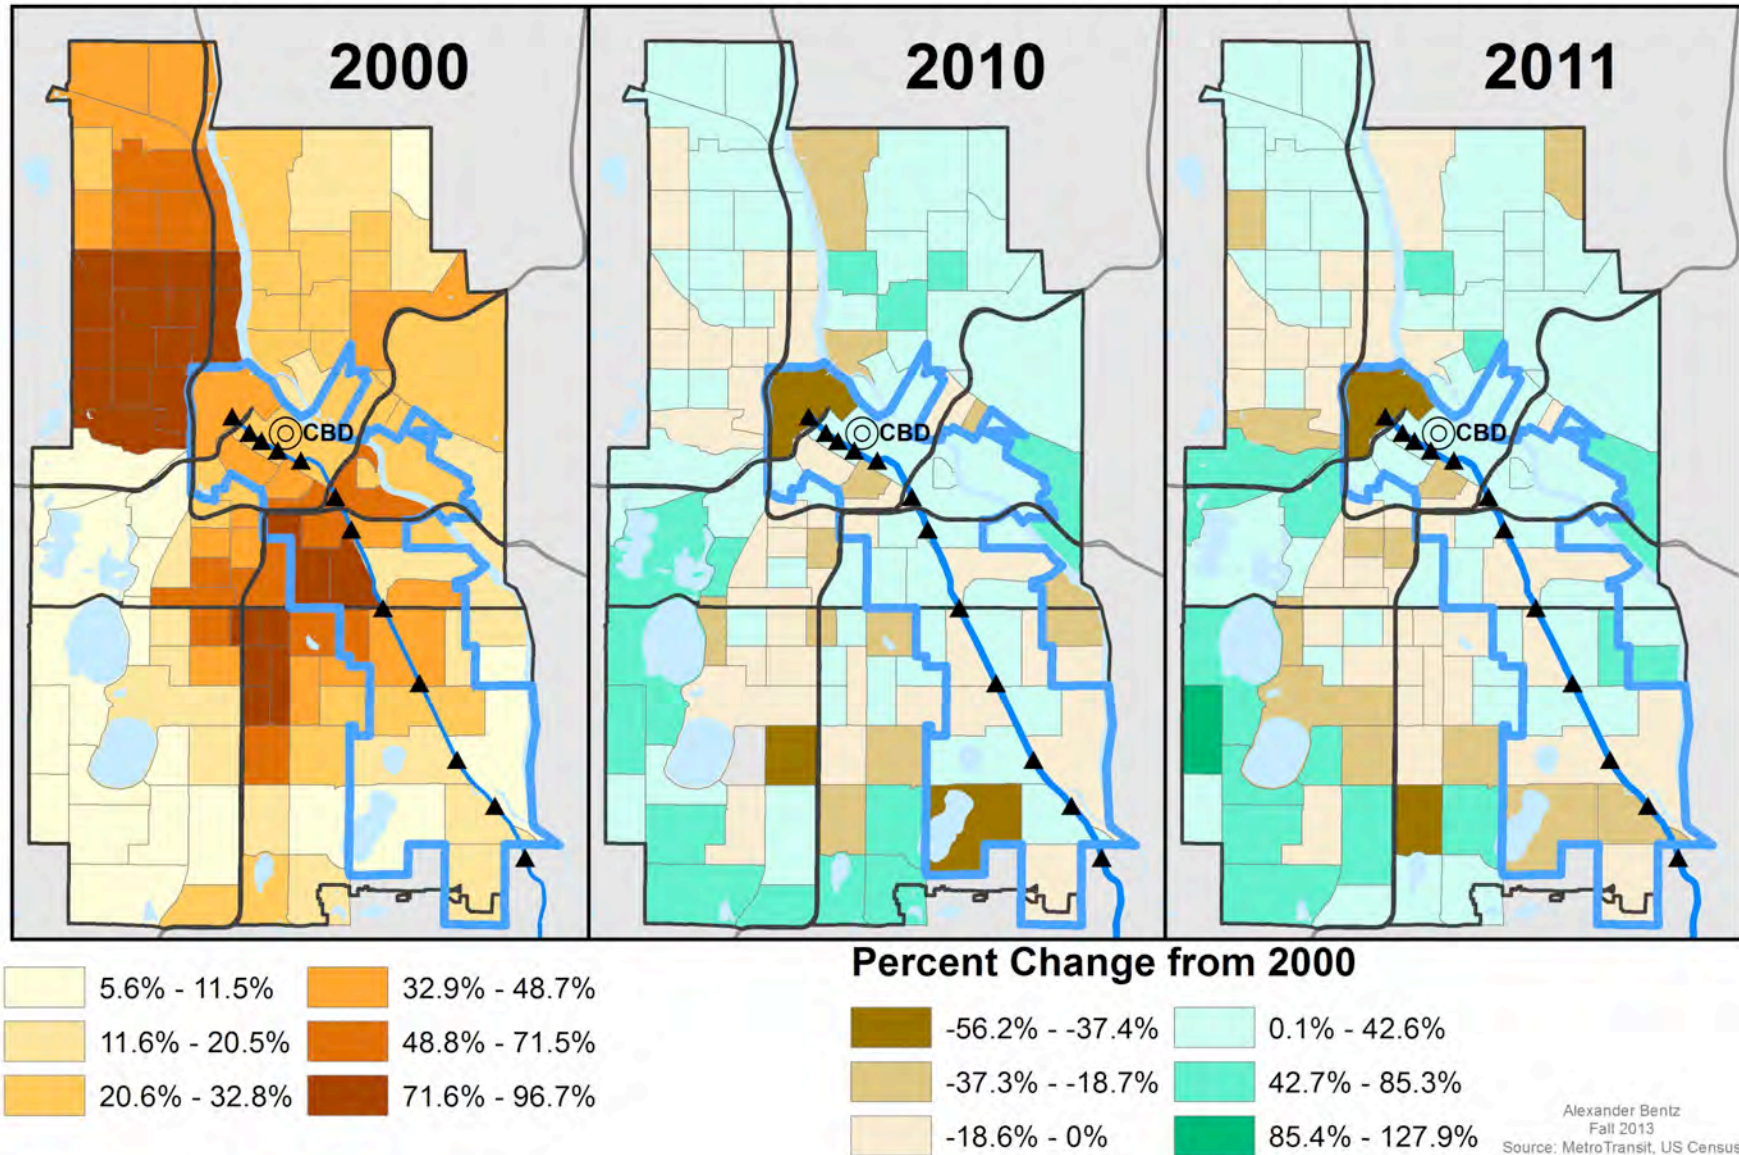 2000
2010
2011
CBD
CBD
CBD
Percent Change from 2000
5.6% - 11.5%
32.9% - 48.7%
11.6% - 20.5%
48.8% - 71.5%
20.6% - 32.8%
71.6% - 96.7%
-56.2% - -37.4%
0.1% - 42.6%
-37.3% - -18.7%
42.7% - 85.3%
-18.6% - 0%
85.4% - 127.9%
Alexander Bentz
Fall 2013
Source: MetroTransit, US Census